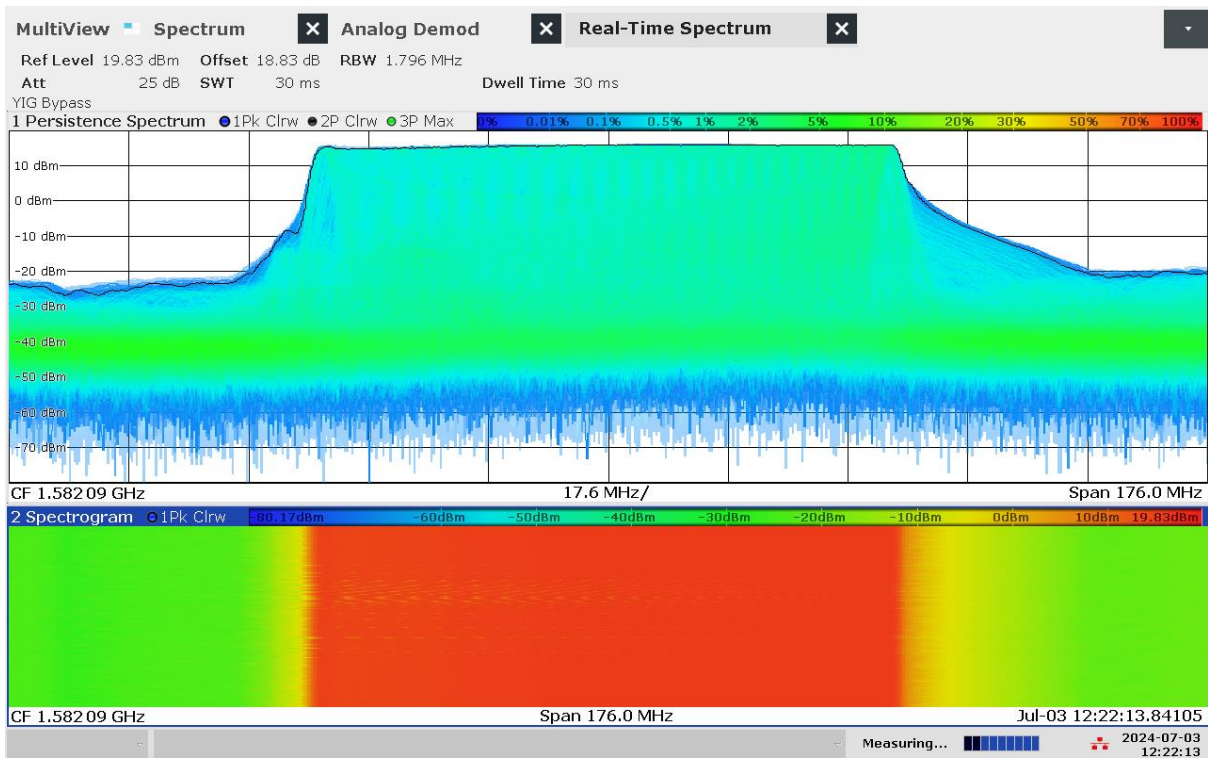 MultiView Spectrum X Analog Demod X Real-Time Spectrum X
Ref Level 19.83 dBm Offset 18.83 dB RBW 1.796 MHz
Att 25 dB SWT 30 ms Dwell Time 30 ms
YIG Bypass
1 Persistence Spectrum 1Pk Clrw 2P Clrw 3P Max 0% 0.01% 0.1% 0.5% 1% 2% 5% 10% 20% 30% 50% 70% 100%
10 dBm
0 dBm
-10 dBm
-20 dBm
-30 dBm
-40 dBm
-50 dBm
-60 dBm
-70 dBm
CF 1.58209 GHz 17.6 MHz/ Span 176.0 MHz
2 Spectrogram 1Pk Clrw -80.17dBm -60dBm -50dBm -40dBm -30dBm -20dBm -10dBm 0dBm 10dBm 19.83dBm
CF 1.58209 GHz Span 176.0 MHz Jul-03 12:22:13.84105
Measuring... 2024-07-03
12:22:13